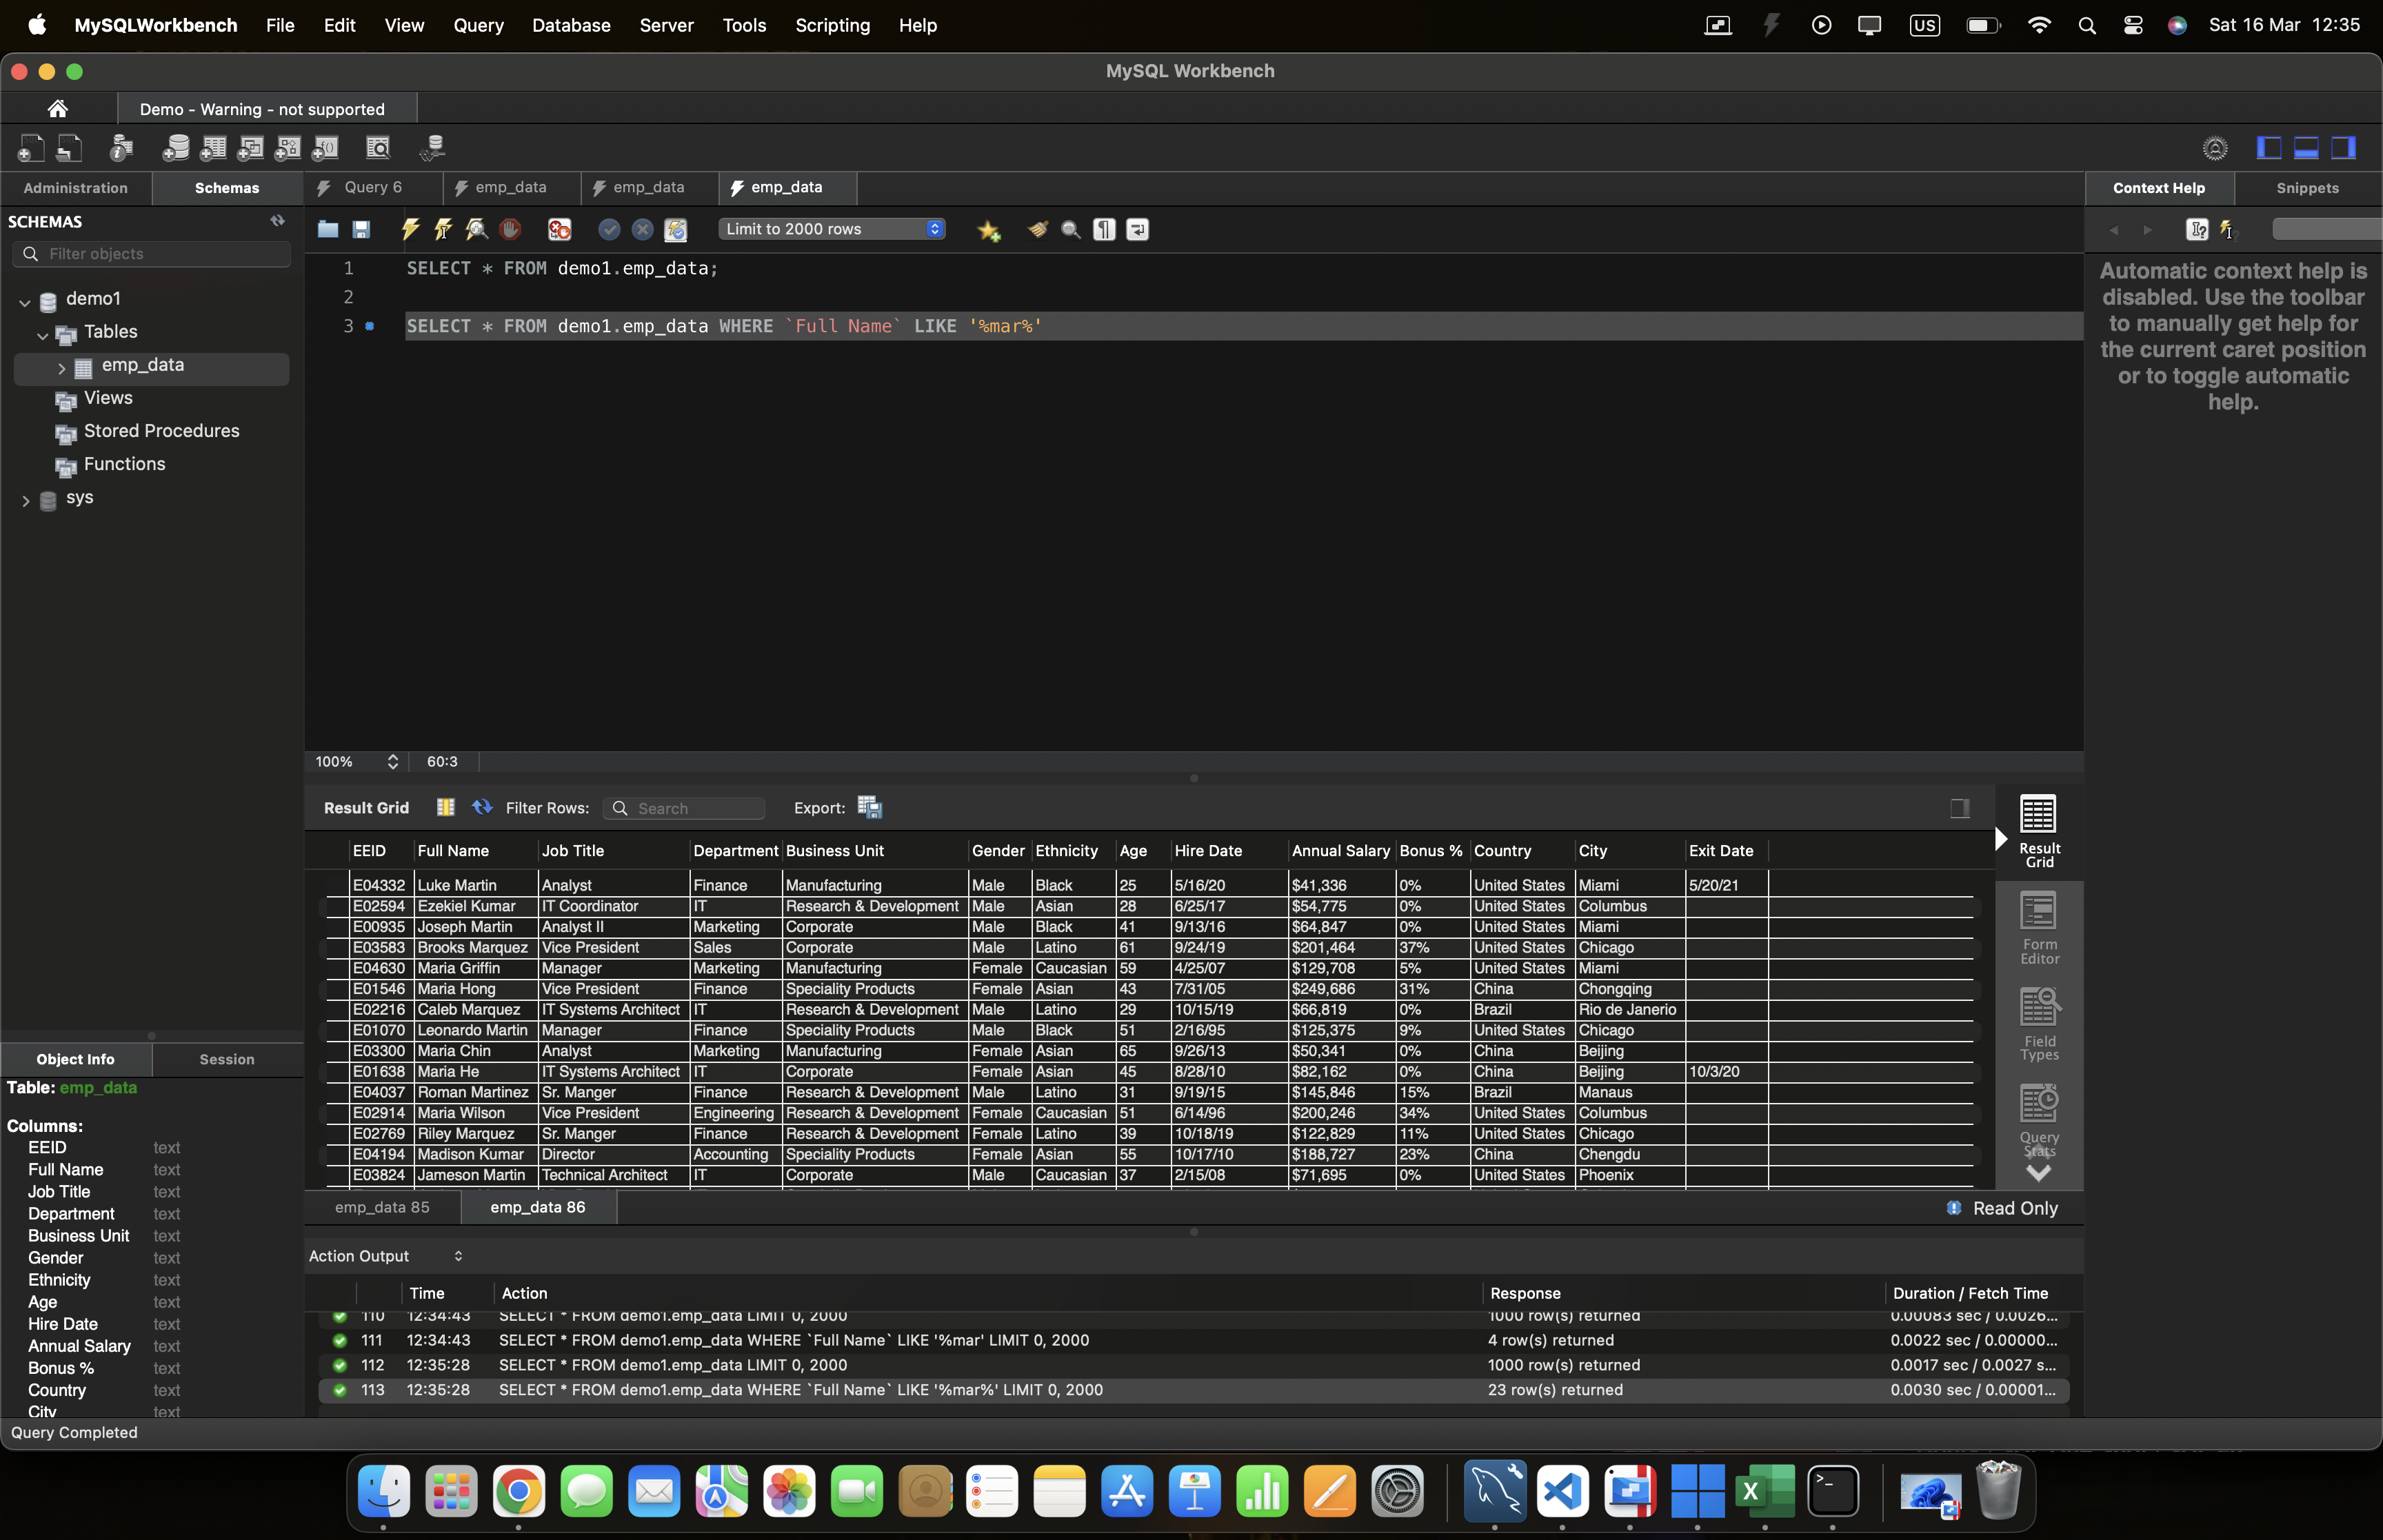 MySQLWorkbench File Edit View Query Database Server Tools Scripting Help US Sat 16 Mar 12:35
MySQL Workbench
Demo - Warning - not supported
Administration Schemas Query 6 emp_data emp_data emp_data Context Help Snippets
SCHEMAS
Filter objects
demo1
Tables
emp_data
Views
Stored Procedures
Functions
sys
Limit to 2000 rows
1 SELECT * FROM demo1.emp_data;
2
3 SELECT * FROM demo1.emp_data WHERE `Full Name` LIKE '%mar%'
Automatic context help is
disabled. Use the toolbar
to manually get help for
the current caret position
or to toggle automatic
help.
100% 60:3
Result Grid Filter Rows: Search Export:
EEID Full Name Job Title Department Business Unit Gender Ethnicity Age Hire Date Annual Salary Bonus % Country City Exit Date
E04332 Luke Martin Analyst Finance Manufacturing Male Black 25 5/16/20 $41,336 0% United States Miami 5/20/21
E02594 Ezekiel Kumar IT Coordinator IT Research & Development Male Asian 28 6/25/17 $54,775 0% United States Columbus
E00935 Joseph Martin Analyst II Marketing Corporate Male Black 41 9/13/16 $64,847 0% United States Miami
E03583 Brooks Marquez Vice President Sales Corporate Male Latino 61 9/24/19 $201,464 37% United States Chicago
E04630 Maria Griffin Manager Marketing Manufacturing Female Caucasian 59 4/25/07 $129,708 5% United States Miami
E01546 Maria Hong Vice President Finance Speciality Products Female Asian 43 7/31/05 $249,686 31% China Chongqing
E02216 Caleb Marquez IT Systems Architect IT Research & Development Male Latino 29 10/15/19 $66,819 0% Brazil Rio de Janerio
E01070 Leonardo Martin Manager Finance Speciality Products Male Black 51 2/16/95 $125,375 9% United States Chicago
E03300 Maria Chin Analyst Marketing Manufacturing Female Asian 65 9/26/13 $50,341 0% China Beijing
E01638 Maria He IT Systems Architect IT Corporate Female Asian 45 8/28/10 $82,162 0% China Beijing 10/3/20
E04037 Roman Martinez Sr. Manger Finance Research & Development Male Latino 31 9/19/15 $145,846 15% Brazil Manaus
E02914 Maria Wilson Vice President Engineering Research & Development Female Caucasian 51 6/14/96 $200,246 34% United States Columbus
E02769 Riley Marquez Sr. Manger Finance Research & Development Female Latino 39 10/18/19 $122,829 11% United States Chicago
E04194 Madison Kumar Director Accounting Speciality Products Female Asian 55 10/17/10 $188,727 23% China Chengdu
E03824 Jameson Martin Technical Architect IT Corporate Male Caucasian 37 2/15/08 $71,695 0% United States Phoenix
Result
Grid
Form
Editor
Field
Types
Query
Stats
emp_data 85 emp_data 86 Read Only
Object Info Session
Table: emp_data
Columns:
EEID text
Full Name text
Job Title text
Department text
Business Unit text
Gender text
Ethnicity text
Age text
Hire Date text
Annual Salary text
Bonus % text
Country text
City text
Action Output
Time Action Response Duration / Fetch Time
110 12:34:43 SELECT * FROM demo1.emp_data LIMIT 0, 2000 1000 row(s) returned 0.00083 sec / 0.0026...
111 12:34:43 SELECT * FROM demo1.emp_data WHERE `Full Name` LIKE '%mar' LIMIT 0, 2000 4 row(s) returned 0.0022 sec / 0.00000...
112 12:35:28 SELECT * FROM demo1.emp_data LIMIT 0, 2000 1000 row(s) returned 0.0017 sec / 0.0027 s...
113 12:35:28 SELECT * FROM demo1.emp_data WHERE `Full Name` LIKE '%mar%' LIMIT 0, 2000 23 row(s) returned 0.0030 sec / 0.00001...
Query Completed